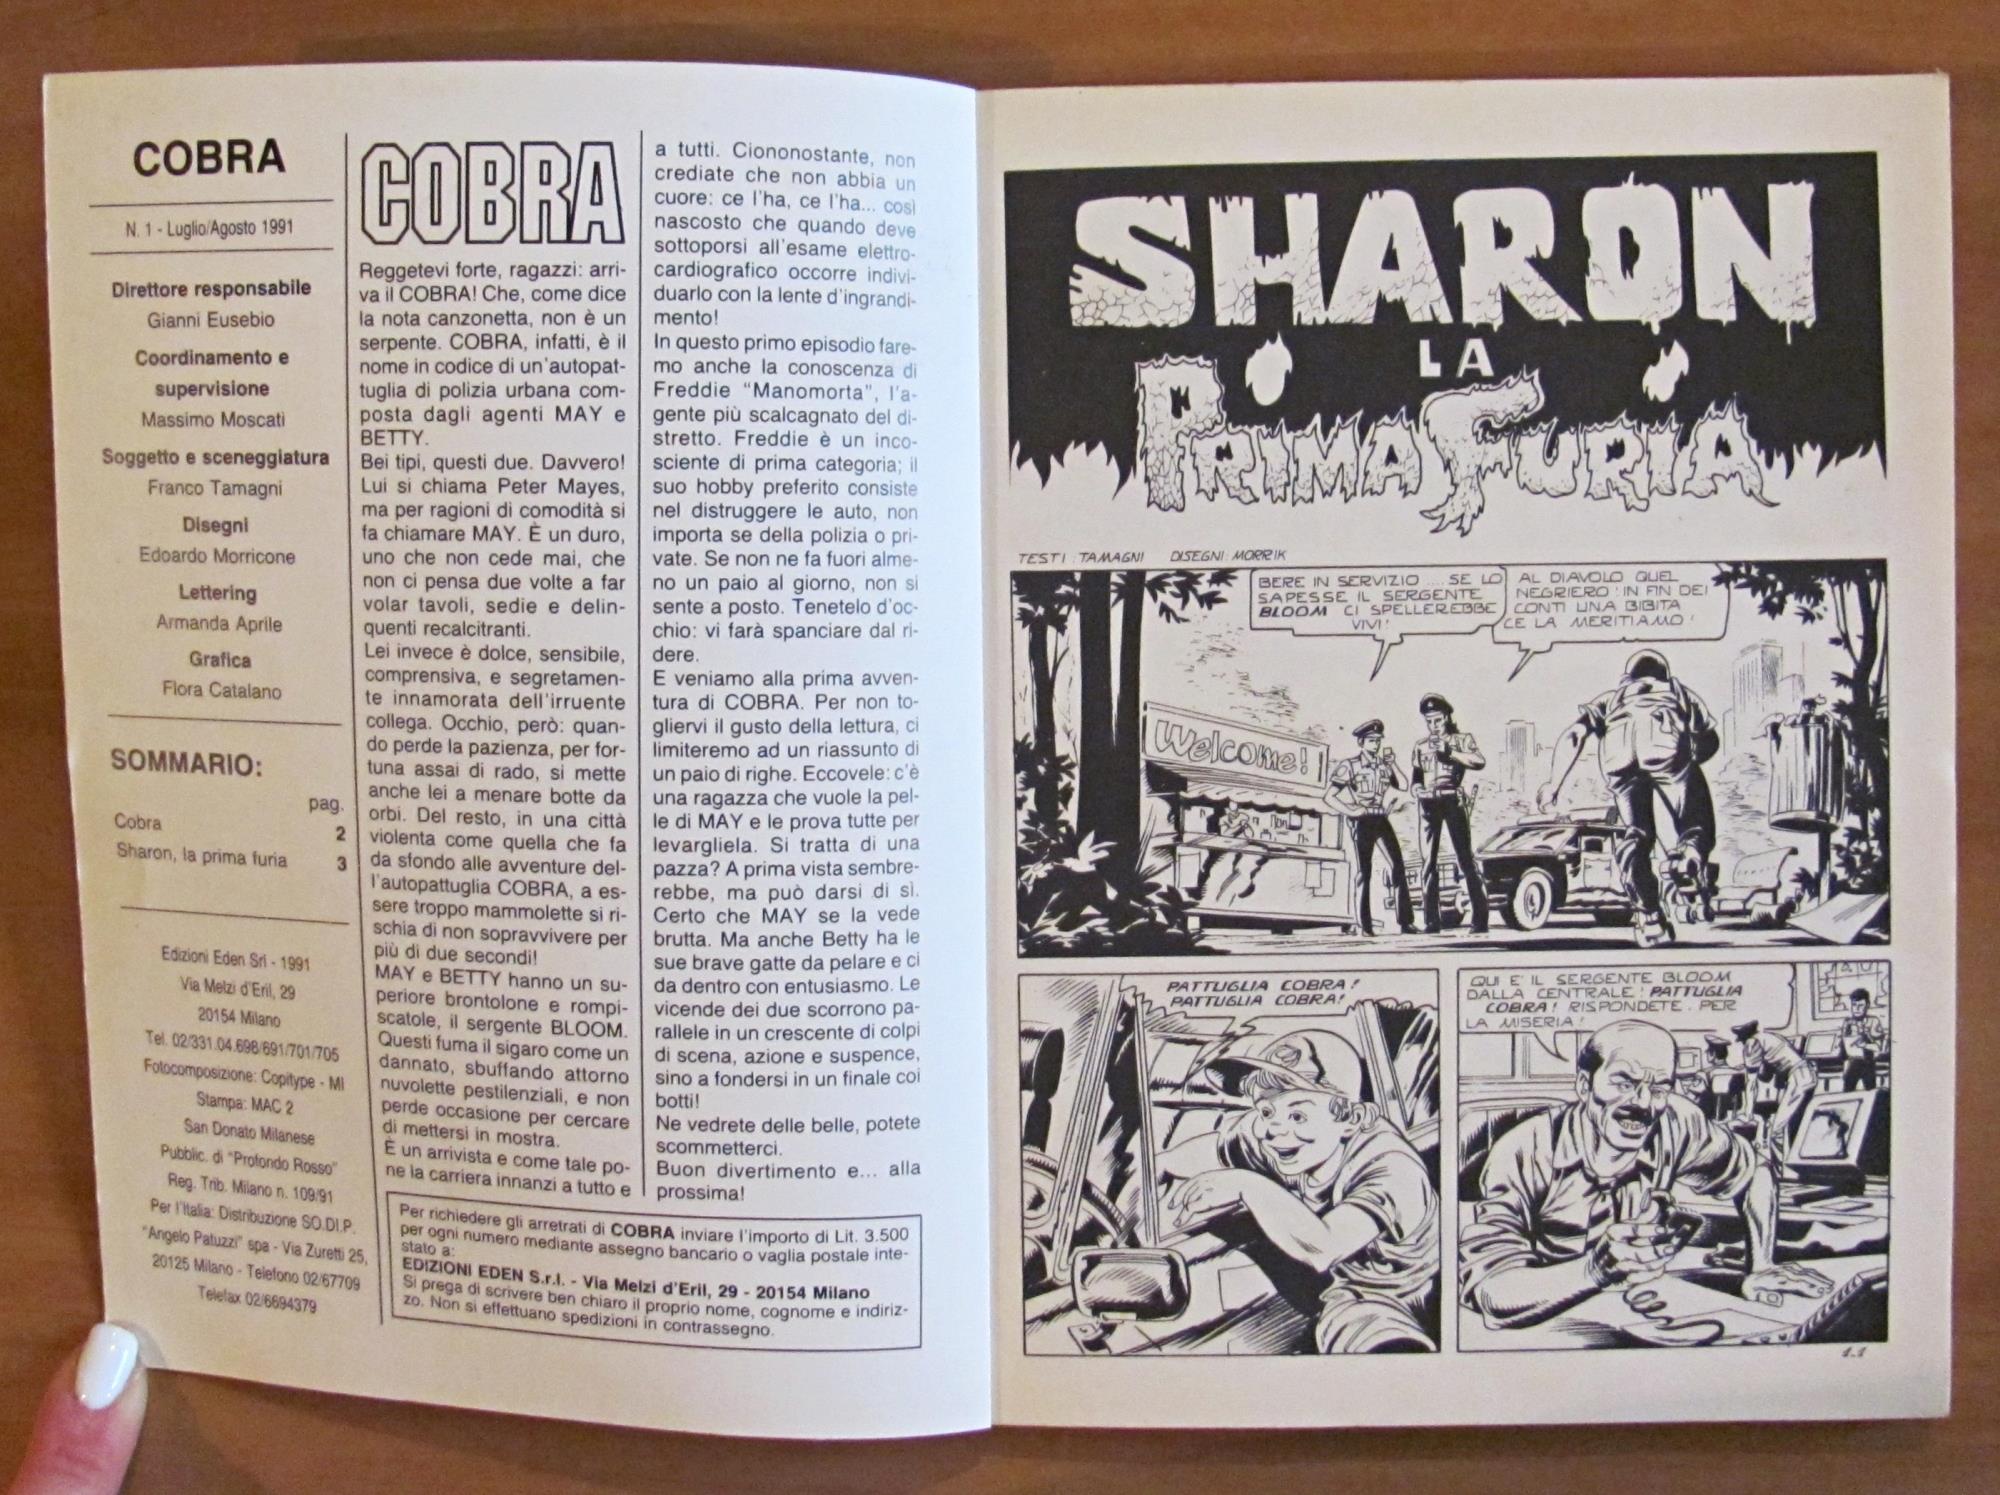 COBRA
N. 1 - Luglio/Agosto 1991
Direttore responsabile
Gianni Eusebio
Coordinamento e
supervisione
Massimo Moscati
Soggetto e sceneggiatura
Franco Tamagni
Disegni
Edoardo Morricone
Lettering
Armanda Aprile
Grafica
Flora Catalano
SOMMARIO:
pag.
Cobra 2
Sharon, la prima furia 3
Edizioni Eden Srl - 1991
Via Melzi d'Eril, 29
20154 Milano
Tel. 02/331.04.698/691/701/705
Fotocomposizione: Copitype - MI
Stampa: MAC 2
San Donato Milanese
Pubblic. di "Profondo Rosso"
Reg. Trib. Milano n. 109/91
Per l'Italia: Distribuzione SO.DI.P.
"Angelo Patuzzi" spa - Via Zuretti 25,
20125 Milano - Telefono 02/67709
Telefax 02/6694379
COBRA
Reggetevi forte, ragazzi: arri-
va il COBRA! Che, come dice
la nota canzonetta, non è un
serpente. COBRA, infatti, è il
nome in codice di un'autopat-
tuglia di polizia urbana com-
posta dagli agenti MAY e
BETTY.
Bei tipi, questi due. Davvero!
Lui si chiama Peter Mayes,
ma per ragioni di comodità si
fa chiamare MAY. È un duro,
uno che non cede mai, che
non ci pensa due volte a far
volar tavoli, sedie e delin-
quenti recalcitranti.
Lei invece è dolce, sensibile,
comprensiva, e segretamen-
te innamorata dell'irruente
collega. Occhio, però: quan-
do perde la pazienza, per for-
tuna assai di rado, si mette
anche lei a menare botte da
orbi. Del resto, in una città
violenta come quella che fa
da sfondo alle avventure del-
l'autopattuglia COBRA, a es-
sere troppo mammolette si ri-
schia di non sopravvivere per
più di due secondi!
MAY e BETTY hanno un su-
periore brontolone e rompi-
scatole, il sergente BLOOM.
Questi fuma il sigaro come un
dannato, sbuffando attorno
nuvolette pestilenziali, e non
perde occasione per cercare
di mettersi in mostra.
È un arrivista e come tale po-
ne la carriera innanzi a tutto e
a tutti. Ciononostante, non
crediate che non abbia un
cuore: ce l'ha, ce l'ha... così
nascosto che quando deve
sottoporsi all'esame elettro-
cardiografico occorre indivi-
duarlo con la lente d'ingrandi-
mento!
In questo primo episodio fare-
mo anche la conoscenza di
Freddie "Manomorta", l'a-
gente più scalcagnato del di-
stretto. Freddie è un inco-
sciente di prima categoria; il
suo hobby preferito consiste
nel distruggere le auto, non
importa se della polizia o pri-
vate. Se non ne fa fuori alme-
no un paio al giorno, non si
sente a posto. Tenetelo d'oc-
chio: vi farà spanciare dal ri-
dere.
E veniamo alla prima avven-
tura di COBRA. Per non to-
gliervi il gusto della lettura, ci
limiteremo ad un riassunto di
un paio di righe. Eccovele: c'è
una ragazza che vuole la pel-
le di MAY e le prova tutte per
levargliela. Si tratta di una
pazza? A prima vista sembre-
rebbe, ma può darsi di sì.
Certo che MAY se la vede
brutta. Ma anche Betty ha le
sue brave gatte da pelare e ci
da dentro con entusiasmo. Le
vicende dei due scorrono pa-
rallele in un crescente di colpi
di scena, azione e suspence,
sino a fondersi in un finale coi
botti!
Ne vedrete delle belle, potete
scommetterci.
Buon divertimento e... alla
prossima!
Per richiedere gli arretrati di COBRA inviare l'importo di Lit. 3.500
per ogni numero mediante assegno bancario o vaglia postale inte-
stato a:
EDIZIONI EDEN S.r.l. - Via Melzi d'Eril, 29 - 20154 Milano
Si prega di scrivere ben chiaro il proprio nome, cognome e indiriz-
zo. Non si effettuano spedizioni in contrassegno.
SHARON
LA
PRIMA FURIA
TESTI: TAMAGNI DISEGNI: MORRIK
BERE IN SERVIZIO .... SE LO
SAPESSE IL SERGENTE
BLOOM CI SPELLEREBBE
VIVI!
AL DIAVOLO QUEL
NEGRIERO! IN FIN DEI
CONTI UNA BIBITA
CE LA MERITIAMO!
Welcome!
PATTUGLIA COBRA!
PATTUGLIA COBRA!
QUI E' IL SERGENTE BLOOM
DALLA CENTRALE! PATTUGLIA
COBRA! RISPONDETE. PER
LA MISERIA!
1-1